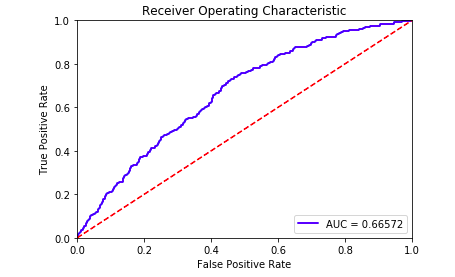 Receiver Operating Characteristic
1.0
0.8
0.6
0.4
0.2
0.0
True Positive Rate
AUC = 0.66572
0.0 0.2 0.4 0.6 0.8 1.0
False Positive Rate